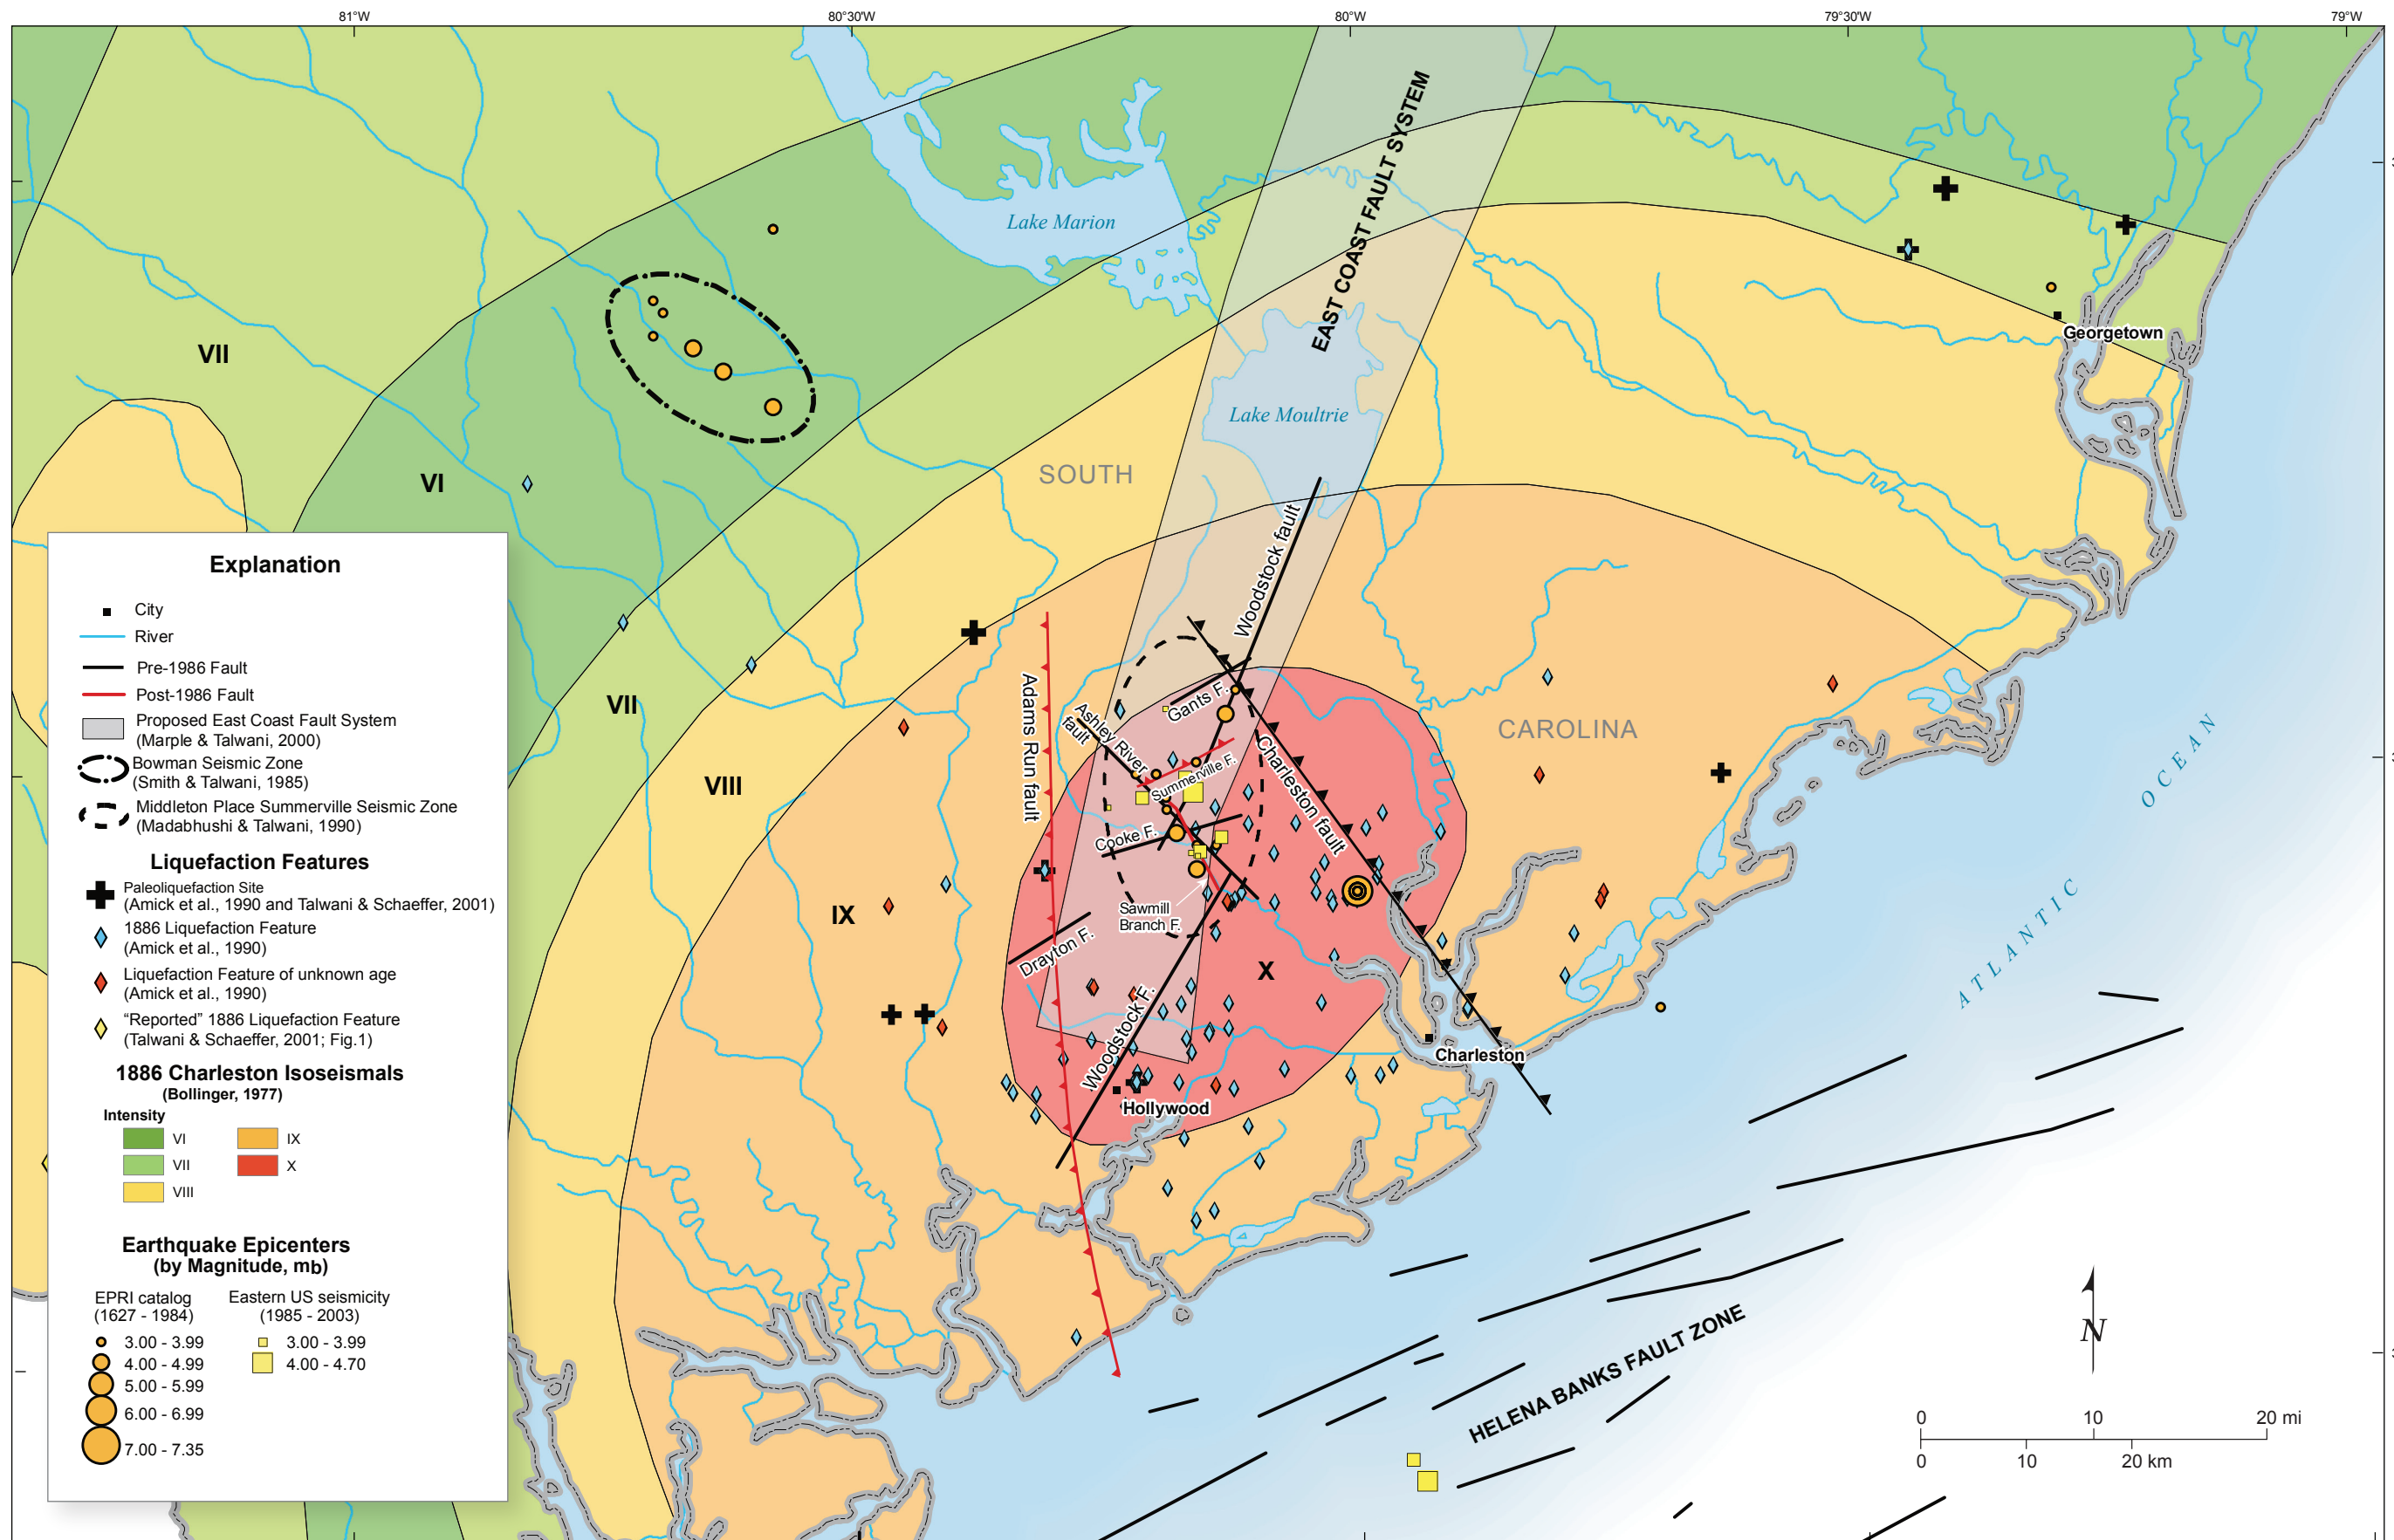 81°W
80°30'W
80°W
79°30'W
79°W
EAST COAST FAULT SYSTEM
Lake Marion
Georgetown
VII
Lake Moultrie
SOUTH
VI
Woodstock fault
Adams Run fault
Gants F.
Ashley River
fault
VII
CAROLINA
OCEAN
Charleston fault
Summerville F.
VIII
Cooke F.
IX
Sawmill
Branch F.
ATLANTIC
Drayton F.
X
Woodstock F.
Charleston
Hollywood
HELENA BANKS FAULT ZONE
N
0 10 20 mi
0 10 20 km
Explanation
City
River
Pre-1986 Fault
Post-1986 Fault
Proposed East Coast Fault System
(Marple & Talwani, 2000)
Bowman Seismic Zone
(Smith & Talwani, 1985)
Middleton Place Summerville Seismic Zone
(Madabhushi & Talwani, 1990)
Liquefaction Features
Paleoliquefaction Site
(Amick et al., 1990 and Talwani & Schaeffer, 2001)
1886 Liquefaction Feature
(Amick et al., 1990)
Liquefaction Feature of unknown age
(Amick et al., 1990)
“Reported” 1886 Liquefaction Feature
(Talwani & Schaeffer, 2001; Fig.1)
1886 Charleston Isoseismals
(Bollinger, 1977)
Intensity
VI IX
VII X
VIII
Earthquake Epicenters
(by Magnitude, mb)
EPRI catalog Eastern US seismicity
(1627 - 1984) (1985 - 2003)
3.00 - 3.99 3.00 - 3.99
4.00 - 4.99 4.00 - 4.70
5.00 - 5.99
6.00 - 6.99
7.00 - 7.35